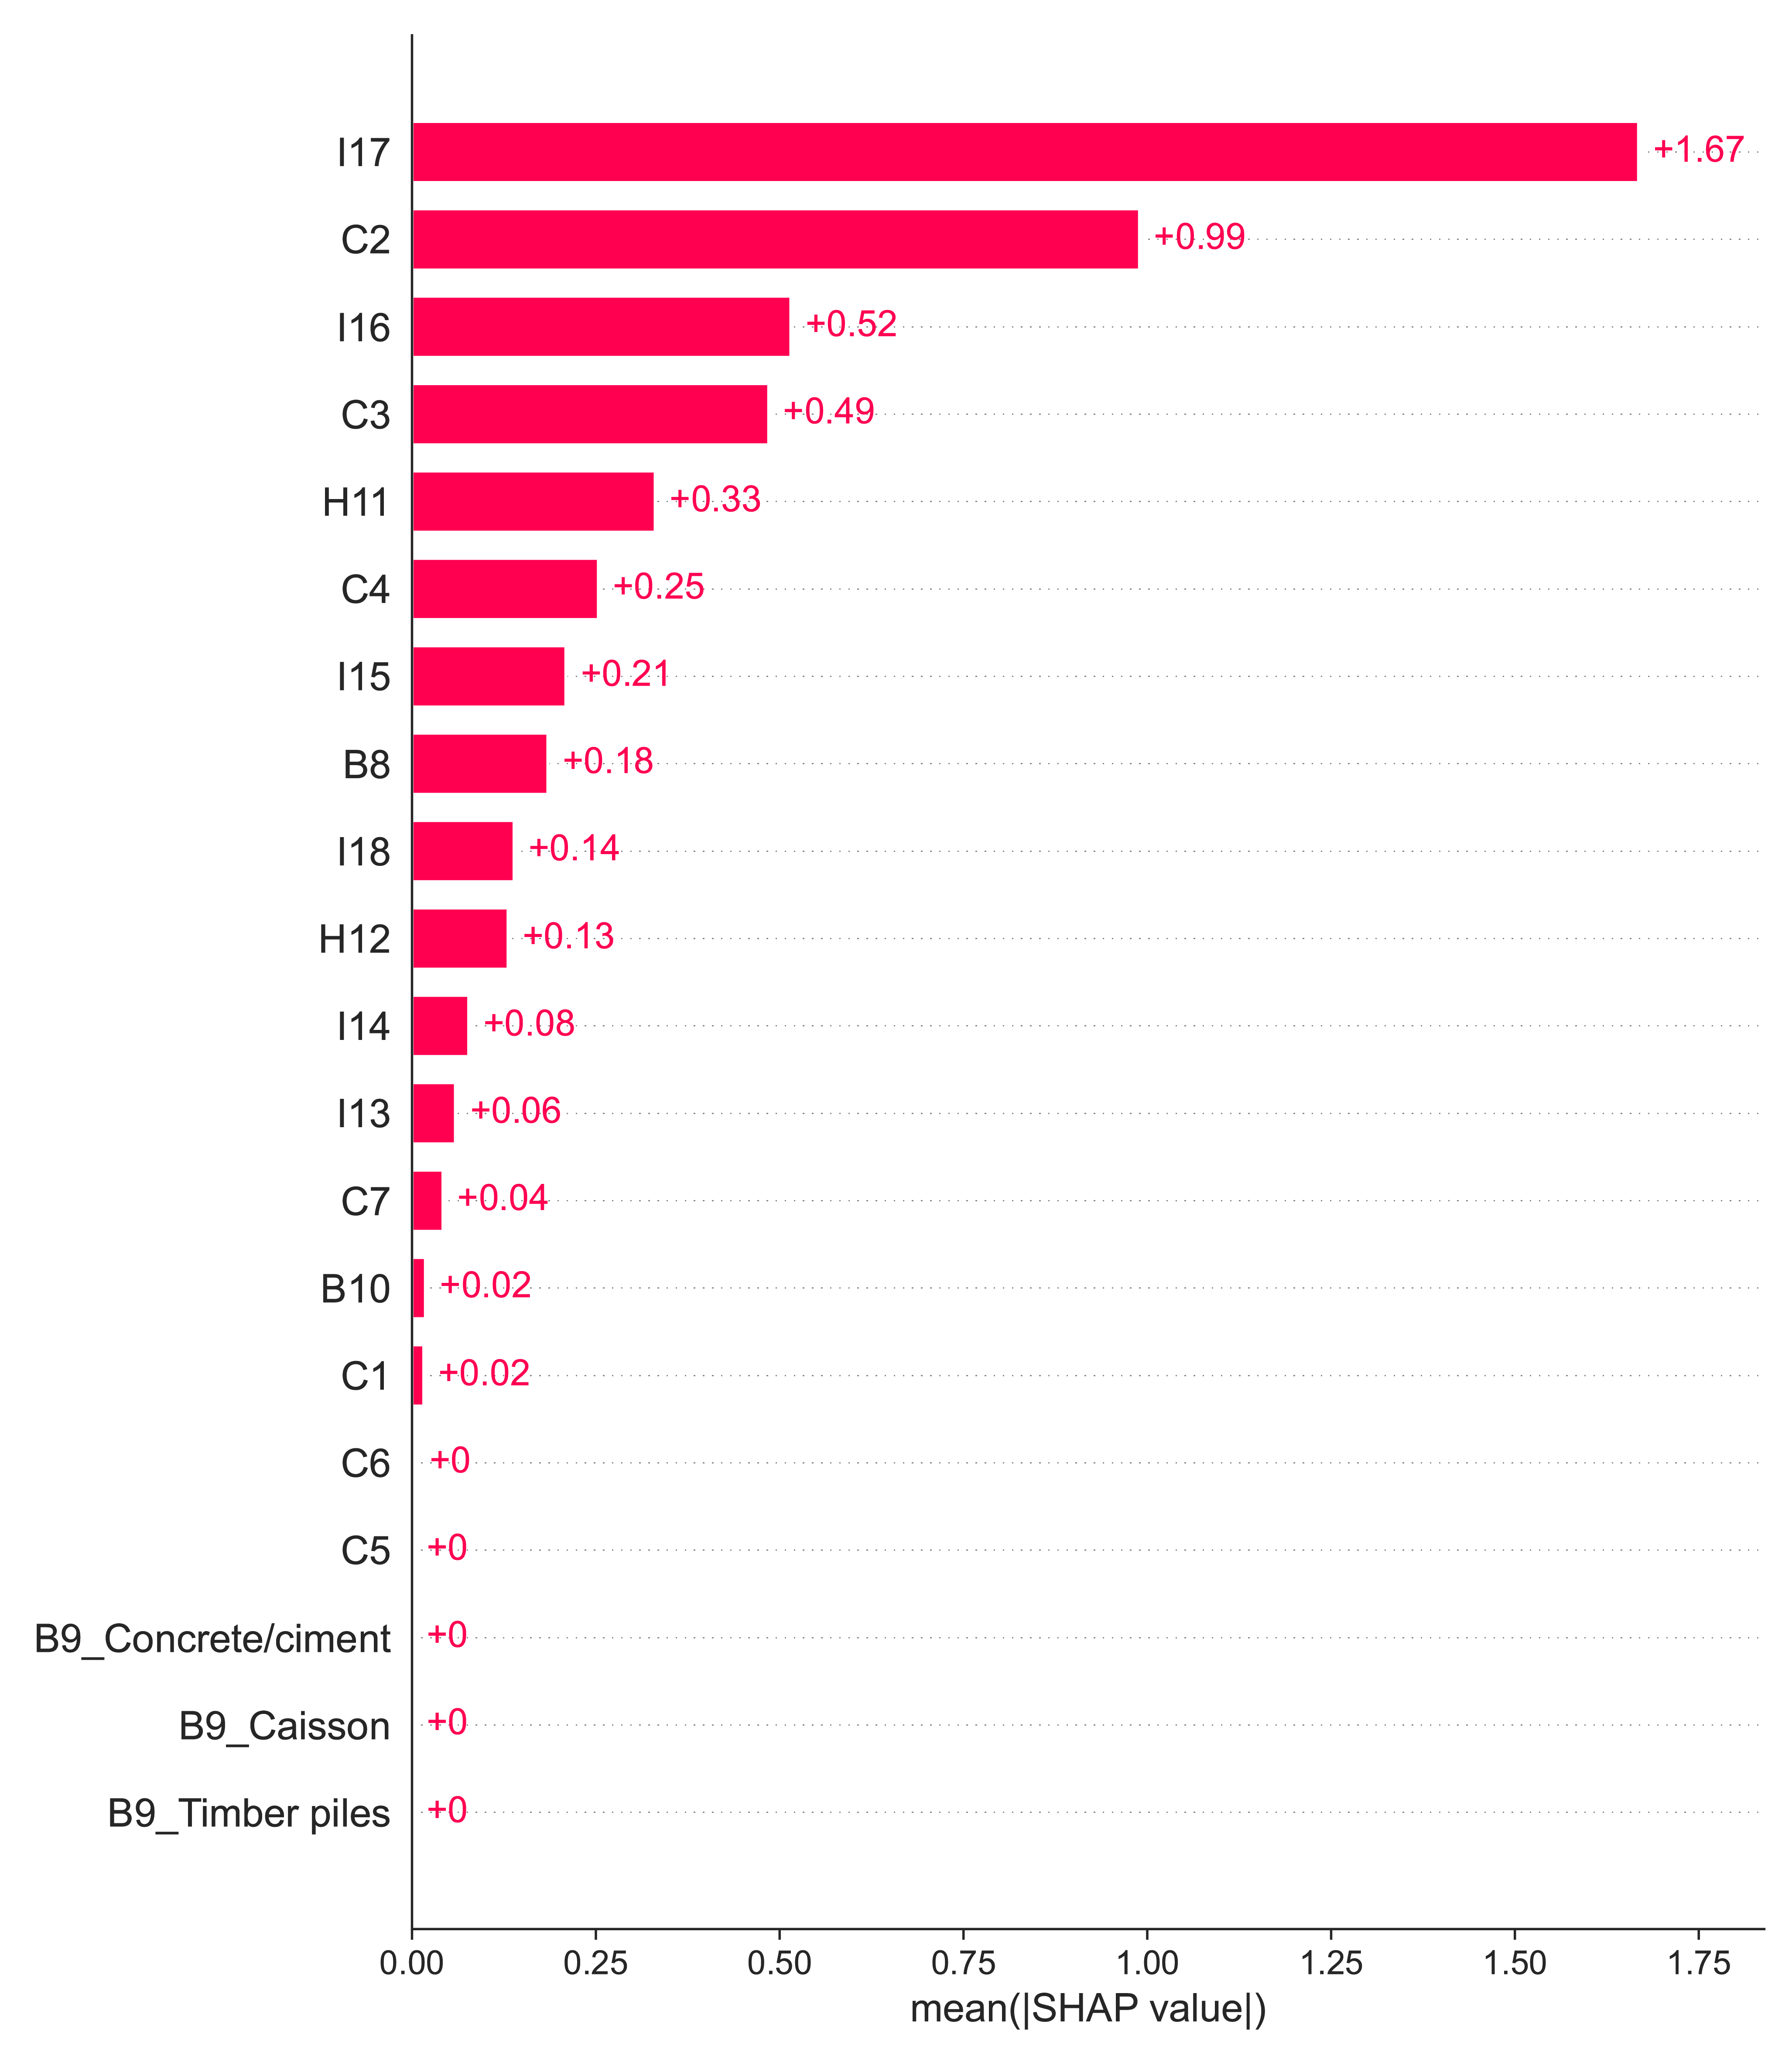 I17 +1.67
C2 +0.99
I16 +0.52
C3 +0.49
H11 +0.33
C4 +0.25
I15 +0.21
B8 +0.18
I18 +0.14
H12 +0.13
I14 +0.08
I13 +0.06
C7 +0.04
B10 +0.02
C1 +0.02
C6 +0
C5 +0
B9_Concrete/ciment +0
B9_Caisson +0
B9_Timber piles +0
0.00 0.25 0.50 0.75 1.00 1.25 1.50 1.75
mean(|SHAP value|)